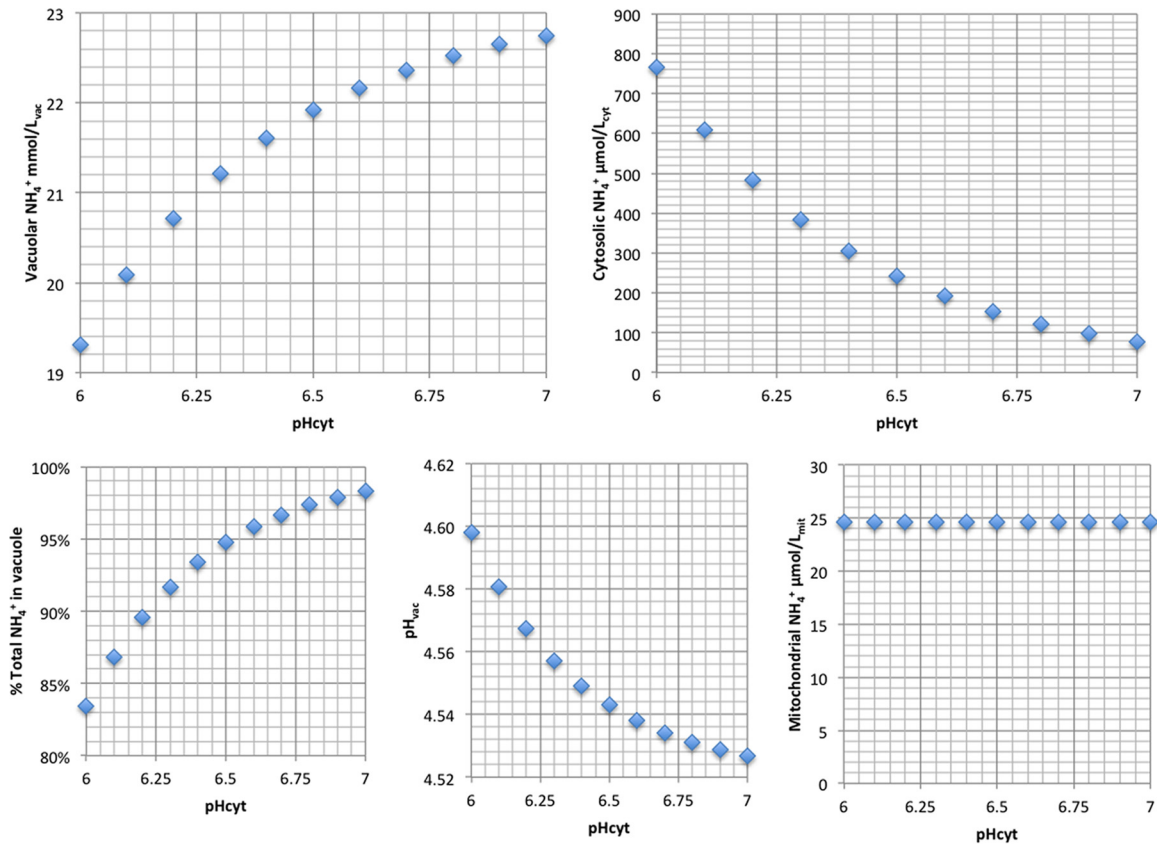 23
22
21
20
19
Vacuolar NH₄⁺ mmol/Lvac
6 6.25 6.5 6.75 7
pHcyt
900
800
700
600
500
400
300
200
100
0
Cytosolic NH₄⁺ µmol/Lcyt
6 6.25 6.5 6.75 7
pHcyt
100%
95%
90%
85%
80%
% Total NH₄⁺ in vacuole
6 6.25 6.5 6.75 7
pHcyt
4.62
4.60
4.58
4.56
4.54
4.52
pHvac
6 6.25 6.5 6.75 7
pHcyt
30
25
20
15
10
5
0
Mitochondrial NH₄⁺ µmol/Lmit
6 6.25 6.5 6.75 7
pHcyt